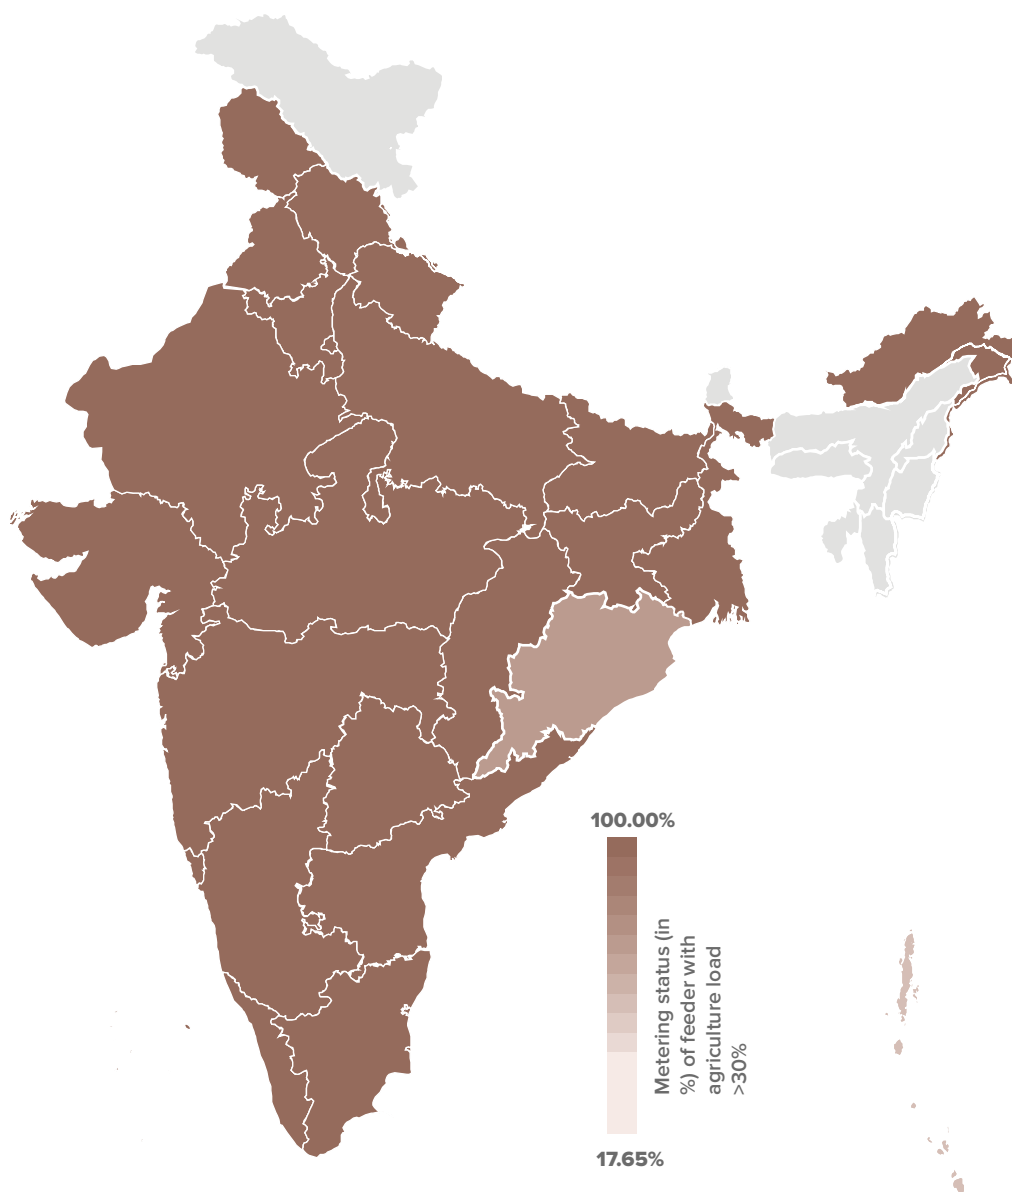 100.00%
Metering status (in
%) of feeder with
agriculture load
>30%
17.65%